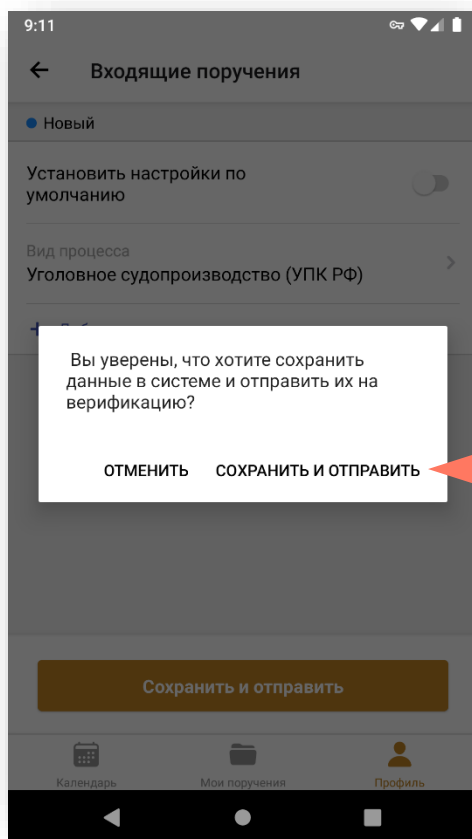 9:11
Входящие поручения
Новый
Установить настройки по
умолчанию
Вид процесса
Уголовное судопроизводство (УПК РФ)
Вы уверены, что хотите сохранить
данные в системе и отправить их на
верификацию?
ОТМЕНИТЬ СОХРАНИТЬ И ОТПРАВИТЬ
Сохранить и отправить
Календарь Мои поручения Профиль